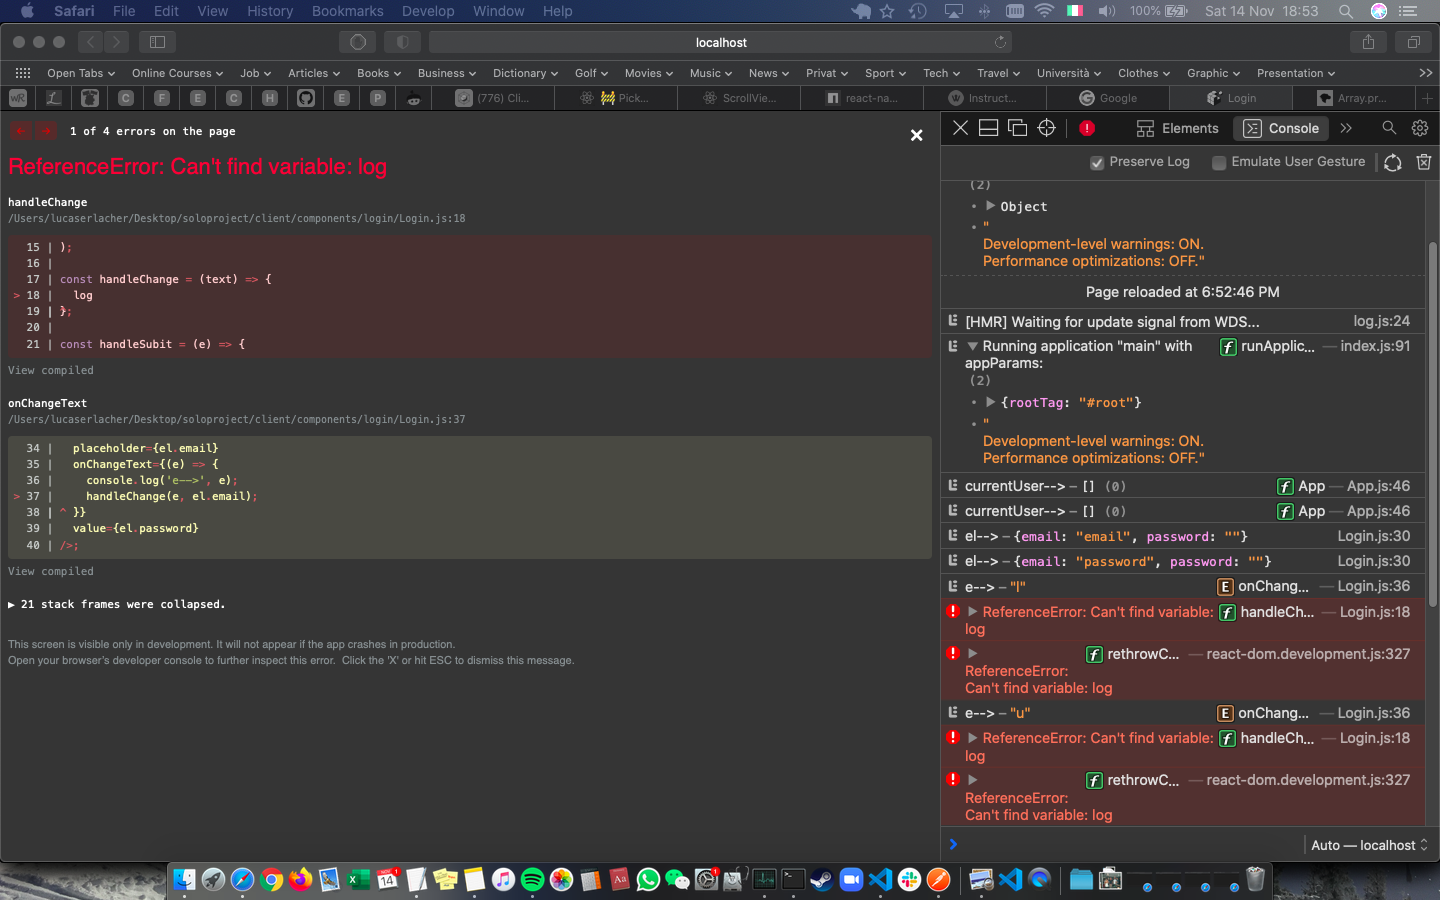 Safari File Edit View History Bookmarks Develop Window Help 100% Sat 14 Nov 18:53
localhost
Open Tabs Online Courses Job Articles Books Business Dictionary Golf Movies Music News Privat Sport Tech Travel Università Clothes Graphic Presentation
wR L C F E C H E P (776) Cli... Pick... ScrollVie... react-na... Instruct... Google Login Array.pr...
1 of 4 errors on the page
ReferenceError: Can't find variable: log
handleChange
/Users/lucaserlacher/Desktop/soloproject/client/components/login/Login.js:18
15 | );
16 |
17 | const handleChange = (text) => {
> 18 | log
19 | };
20 |
21 | const handleSubit = (e) => {
View compiled
onChangeText
/Users/lucaserlacher/Desktop/soloproject/client/components/login/Login.js:37
34 | placeholder={el.email}
35 | onChangeText={(e) => {
36 | console.log('e-->', e);
> 37 | handleChange(e, el.email);
38 | ^ }}
39 | value={el.password}
40 | />;
View compiled
▶ 21 stack frames were collapsed.
This screen is visible only in development. It will not appear if the app crashes in production.
Open your browser's developer console to further inspect this error. Click the 'X' or hit ESC to dismiss this message.
Elements Console
Preserve Log Emulate User Gesture
(2)
• ▶ Object
• "
Development-level warnings: ON.
Performance optimizations: OFF."
Page reloaded at 6:52:46 PM
[HMR] Waiting for update signal from WDS... log.js:24
▼ Running application "main" with f runApplic... — index.js:91
appParams:
(2)
• ▶ {rootTag: "#root"}
• "
Development-level warnings: ON.
Performance optimizations: OFF."
currentUser--> – [] (0) f App — App.js:46
currentUser--> – [] (0) f App — App.js:46
el--> – {email: "email", password: ""} Login.js:30
el--> – {email: "password", password: ""} Login.js:30
e--> – "l" E onChang... — Login.js:36
▶ ReferenceError: Can't find variable: f handleCh... — Login.js:18
log
▶ f rethrowC... — react-dom.development.js:327
ReferenceError:
Can't find variable: log
e--> – "u" E onChang... — Login.js:36
▶ ReferenceError: Can't find variable: f handleCh... — Login.js:18
log
▶ f rethrowC... — react-dom.development.js:327
ReferenceError:
Can't find variable: log
Auto — localhost